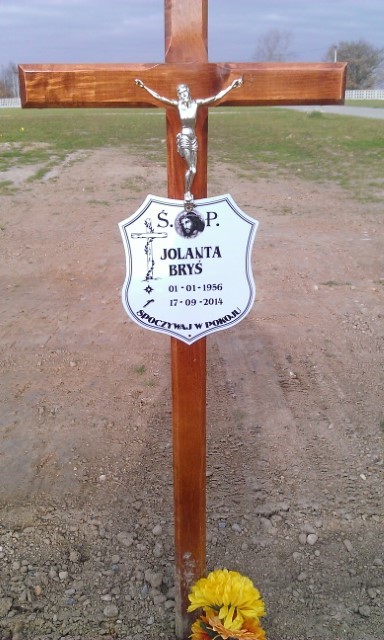 Ś. P.
JOLANTA
BRYŚ
01-01-1956
17-09-2014
SPOCZYWAJ W POKOJU